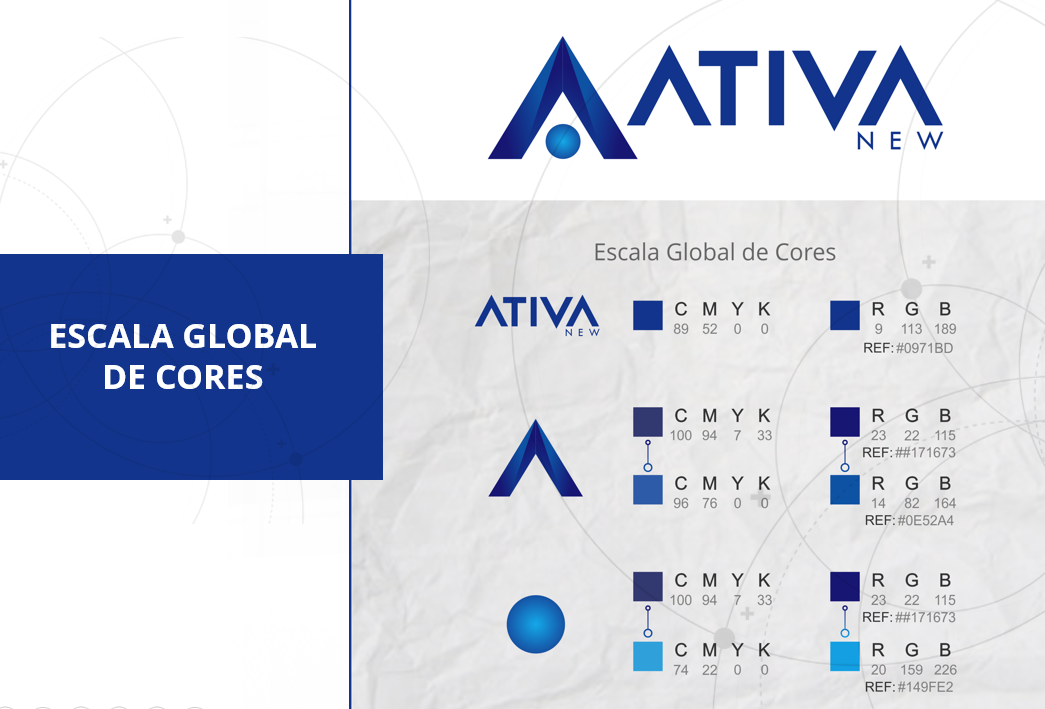 ATIVA
NEW
ESCALA GLOBAL
DE CORES
Escala Global de Cores
ATIVA
NEW
C M Y K
89 52 0 0
R G B
9 113 189
REF: #0971BD
C M Y K
100 94 7 33
R G B
23 22 115
REF: ##171673
C M Y K
96 76 0 0
R G B
14 82 164
REF: #0E52A4
C M Y K
100 94 7 33
R G B
23 22 115
REF: ##171673
C M Y K
74 22 0 0
R G B
20 159 226
REF: #149FE2